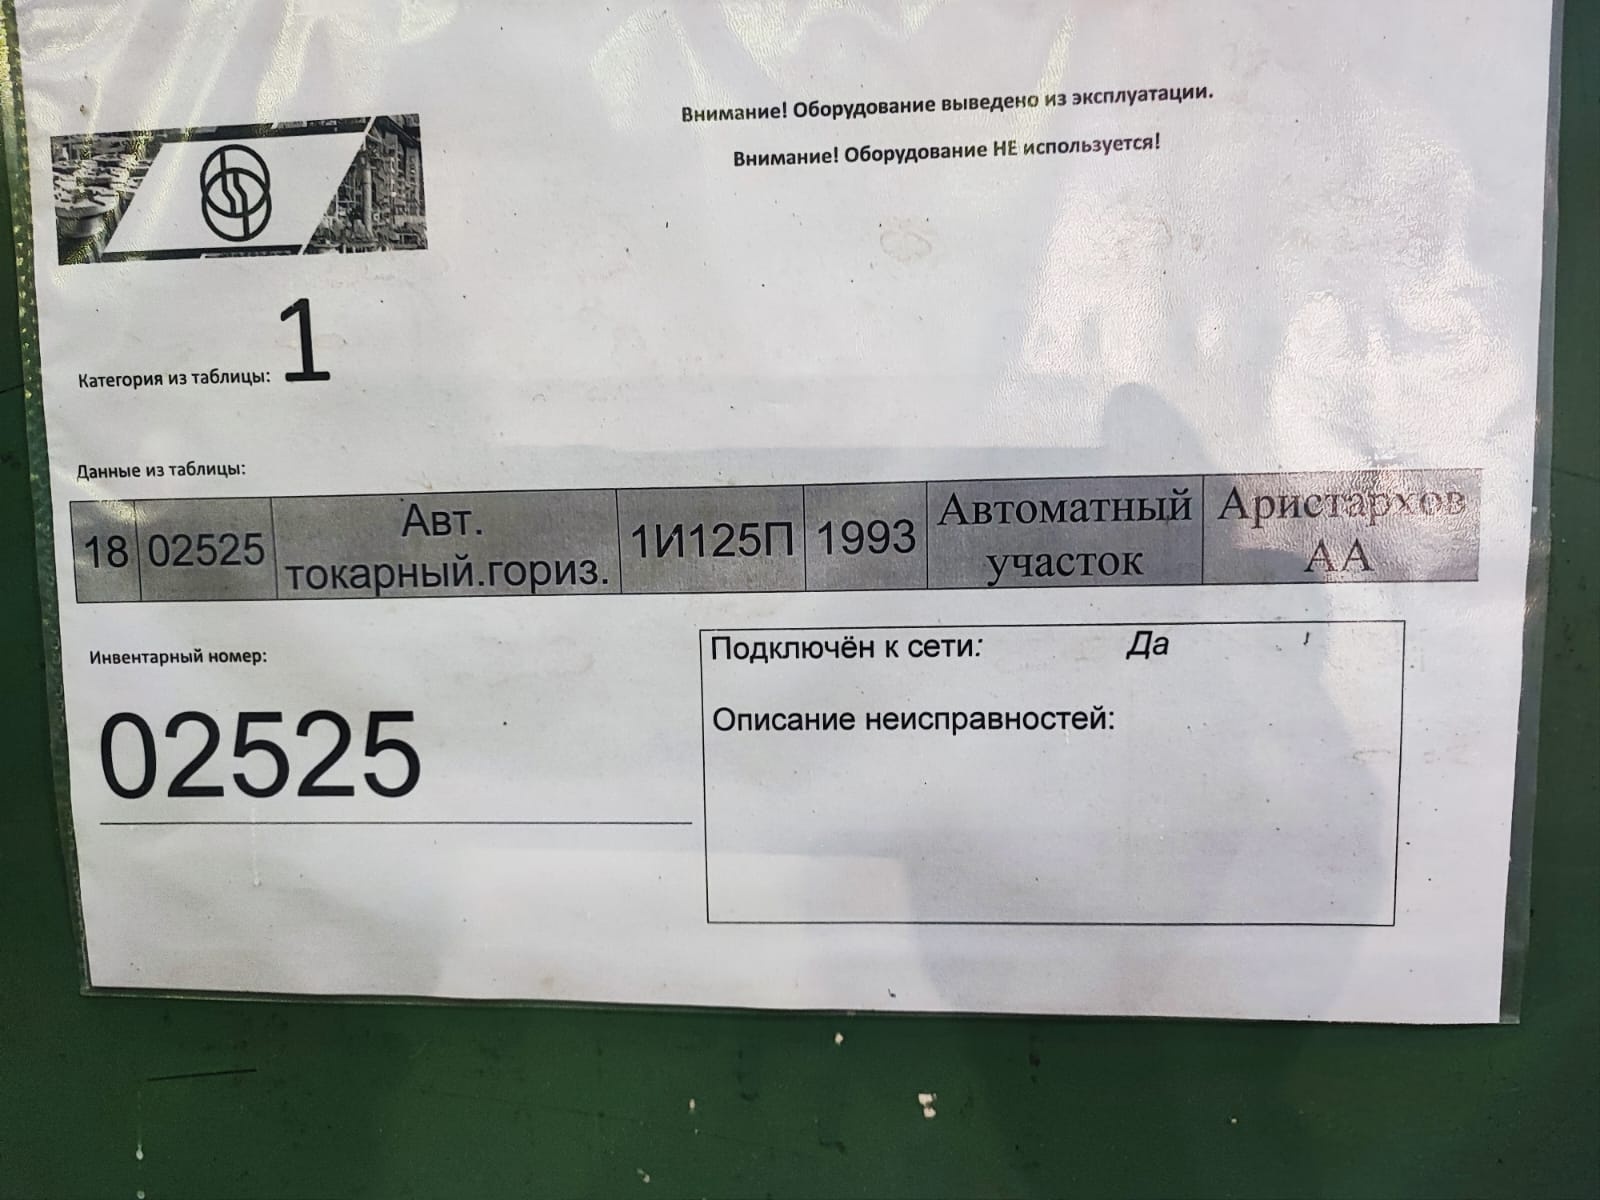 Внимание! Оборудование выведено из эксплуатации.
Внимание! Оборудование НЕ используется!
Категория из таблицы: 1
Данные из таблицы:
18 02525 Авт. токарный.гориз. 1И125П 1993 Автоматный участок Аристархов АА
Инвентарный номер:
02525
Подключён к сети: Да
Описание неисправностей: